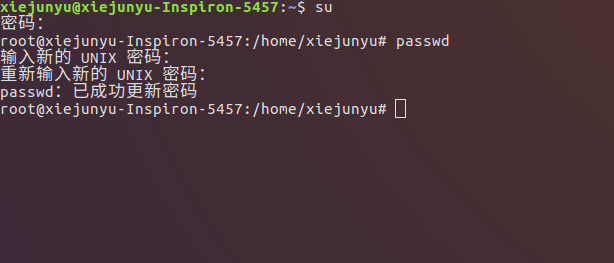 xiejunyu@xiejunyu-Inspiron-5457:~$ su
密码：
root@xiejunyu-Inspiron-5457:/home/xiejunyu# passwd
输入新的 UNIX 密码：
重新输入新的 UNIX 密码：
passwd：已成功更新密码
root@xiejunyu-Inspiron-5457:/home/xiejunyu#